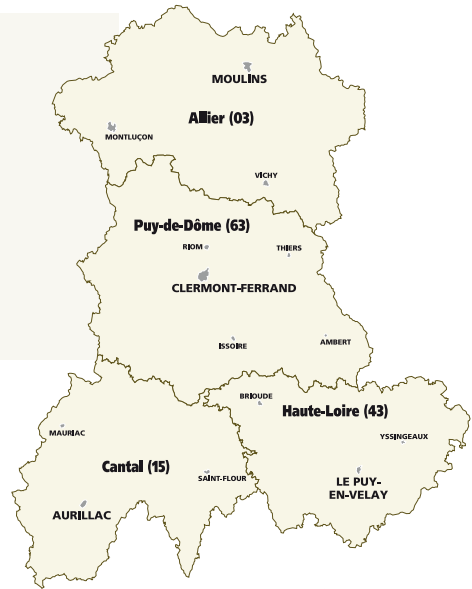 MOULINS
Allier (03)
MONTLUÇON
VICHY
Puy-de-Dôme (63)
RIOM
THIERS
CLERMONT-FERRAND
ISSOIRE
AMBERT
BRIOUDE
Haute-Loire (43)
MAURIAC
YSSINGEAUX
Cantal (15)
SAINT-FLOUR
LE PUY-
EN-VELAY
AURILLAC